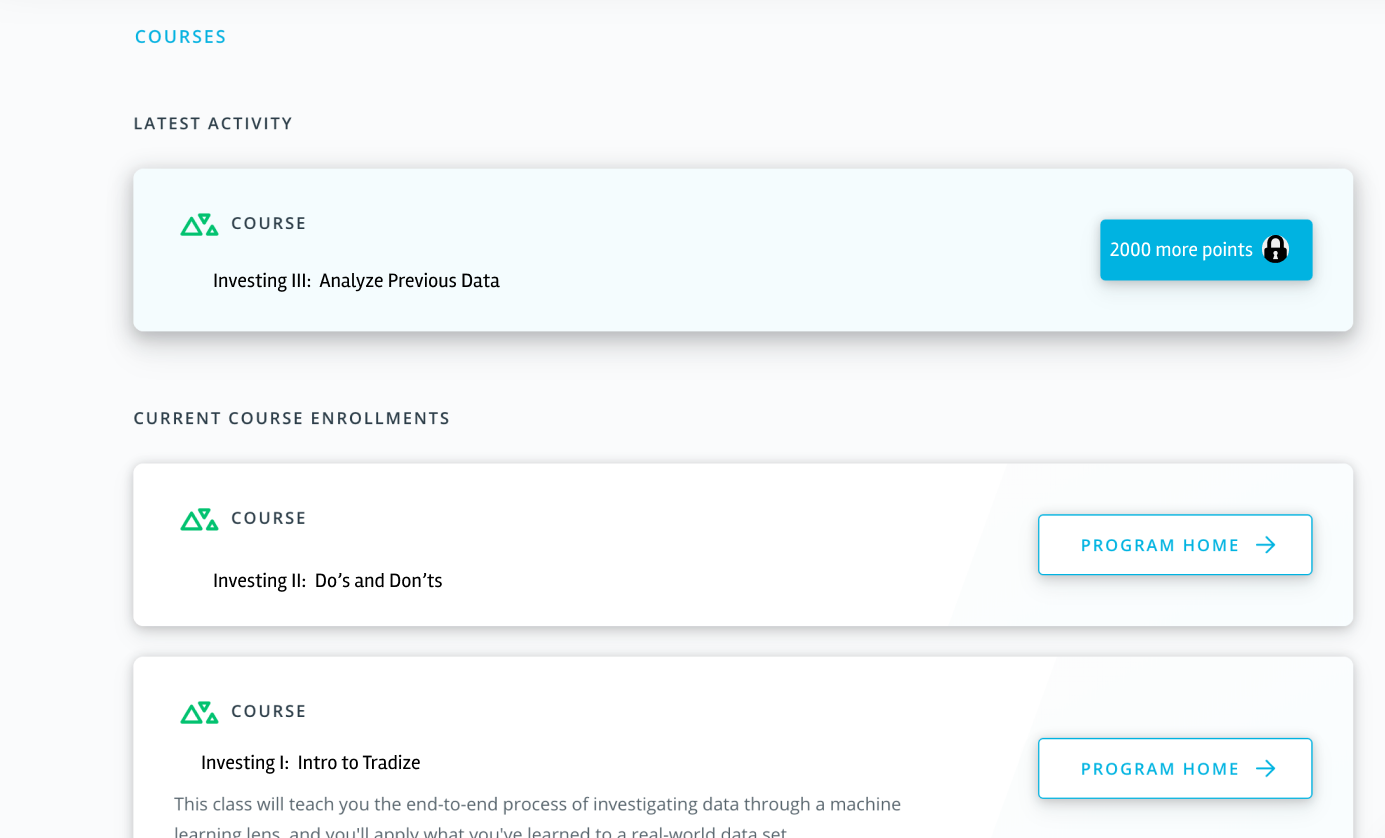 COURSES
LATEST ACTIVITY
COURSE
2000 more points
Investing III: Analyze Previous Data
CURRENT COURSE ENROLLMENTS
COURSE
PROGRAM HOME →
Investing II: Do’s and Don’ts
COURSE
Investing I: Intro to Tradize
PROGRAM HOME →
This class will teach you the end-to-end process of investigating data through a machine
learning lens, and you'll apply what you've learned to a real-world data set.